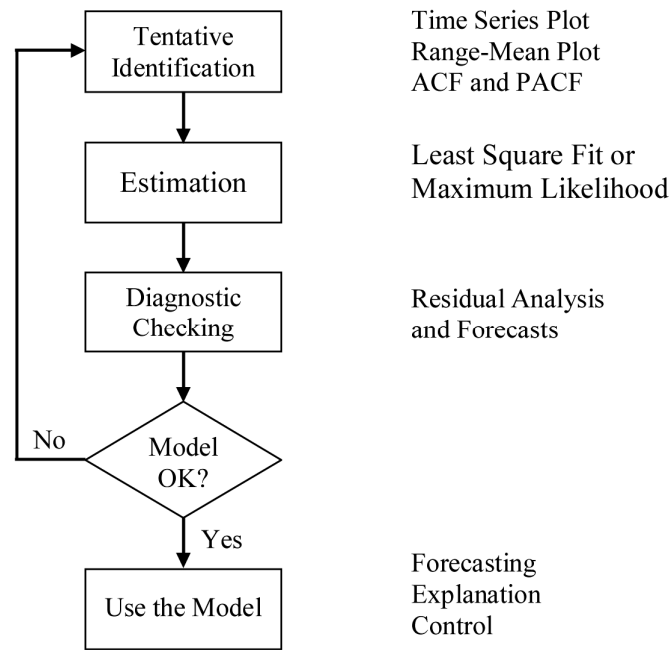 Tentative
Identification
Time Series Plot
Range-Mean Plot
ACF and PACF
Estimation
Least Square Fit or
Maximum Likelihood
Diagnostic
Checking
Residual Analysis
and Forecasts
No
Model
OK?
Yes
Use the Model
Forecasting
Explanation
Control